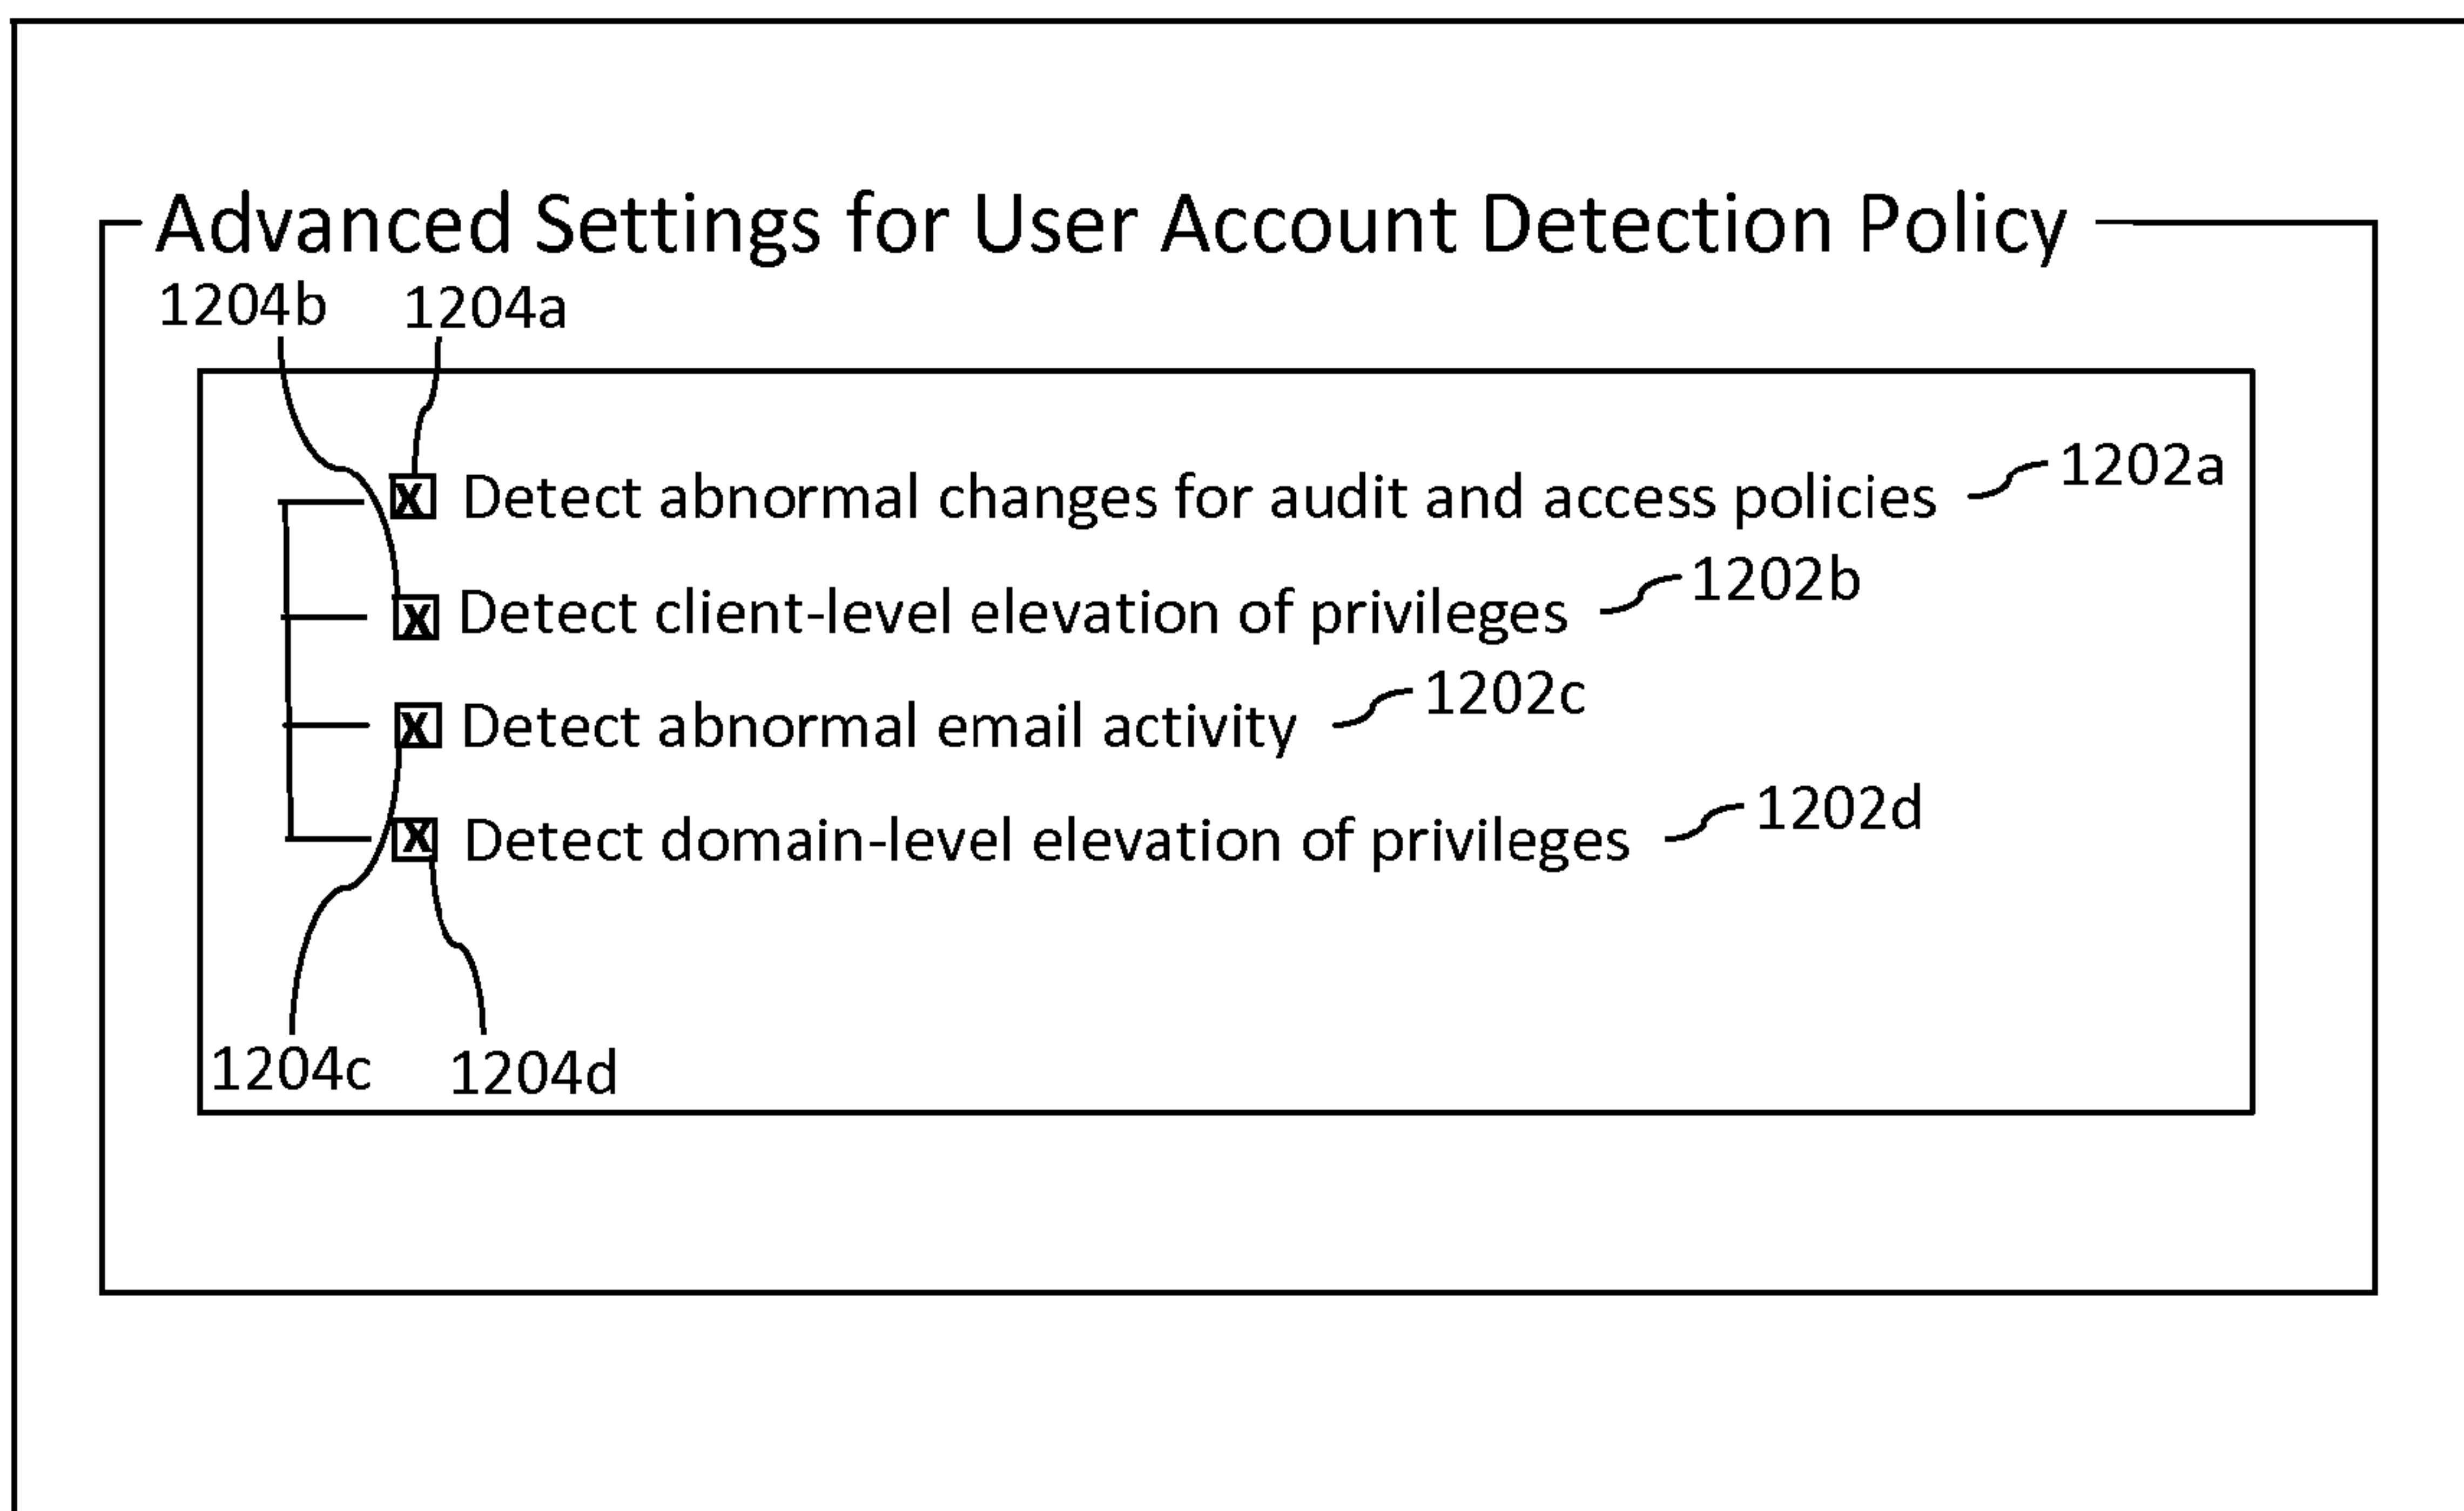 Advanced Settings for User Account Detection Policy
1204b 1204a
X Detect abnormal changes for audit and access policies 1202a
X Detect client-level elevation of privileges 1202b
X Detect abnormal email activity 1202c
X Detect domain-level elevation of privileges 1202d
1204c 1204d